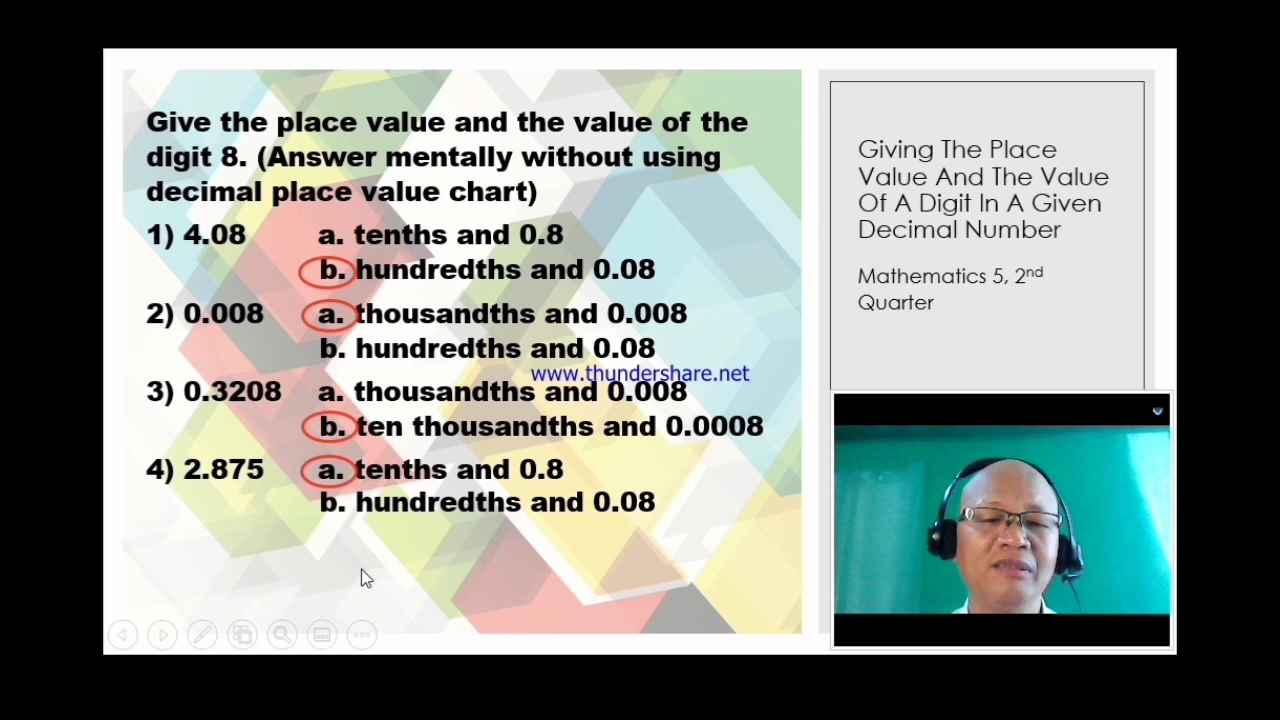 Give the place value and the value of the
digit 8. (Answer mentally without using
decimal place value chart)
1) 4.08 a. tenths and 0.8
b. hundredths and 0.08
2) 0.008 a. thousandths and 0.008
b. hundredths and 0.08
www.thundershare.net
3) 0.3208 a. thousandths and 0.008
b. ten thousandths and 0.0008
4) 2.875 a. tenths and 0.8
b. hundredths and 0.08
Giving The Place
Value And The Value
Of A Digit In A Given
Decimal Number
Mathematics 5, 2nd
Quarter